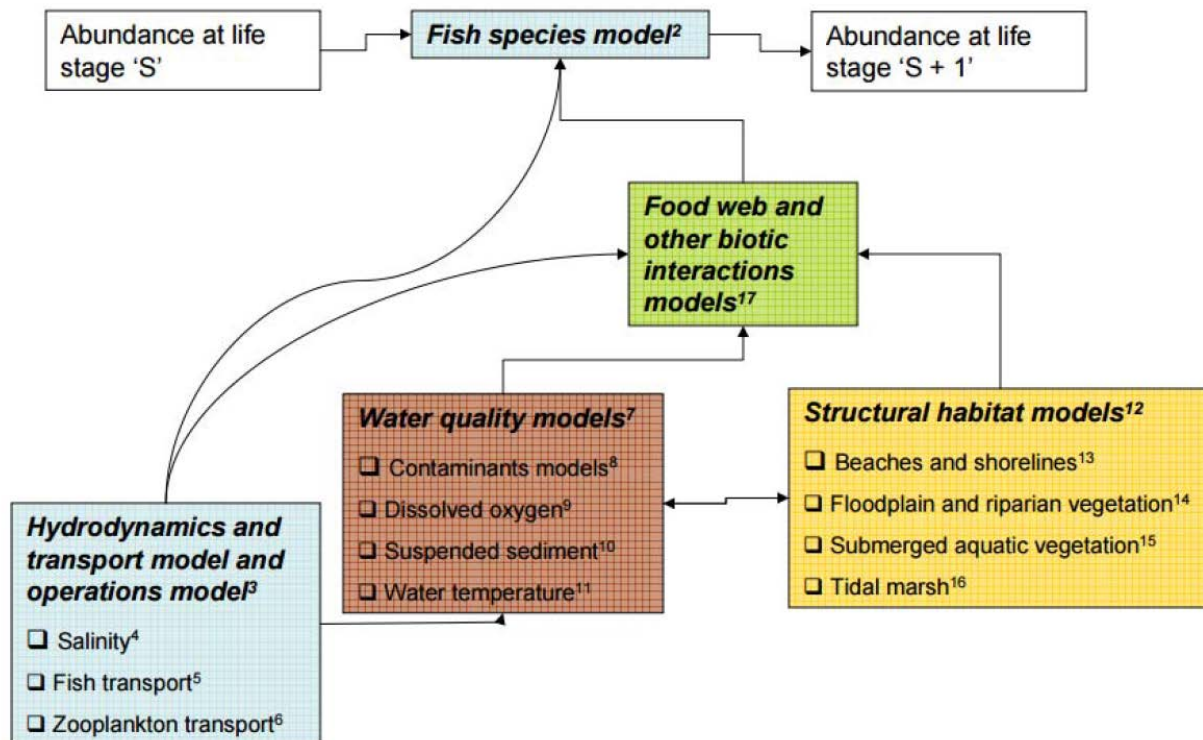 Abundance at life
stage ‘S’
Fish species model²
Abundance at life
stage ‘S + 1’
Food web and
other biotic
interactions
models¹⁷
Water quality models⁷
❑ Contaminants models⁸
❑ Dissolved oxygen⁹
❑ Suspended sediment¹⁰
❑ Water temperature¹¹
Structural habitat models¹²
❑ Beaches and shorelines¹³
❑ Floodplain and riparian vegetation¹⁴
❑ Submerged aquatic vegetation¹⁵
❑ Tidal marsh¹⁶
Hydrodynamics and
transport model and
operations model³
❑ Salinity⁴
❑ Fish transport⁵
❑ Zooplankton transport⁶